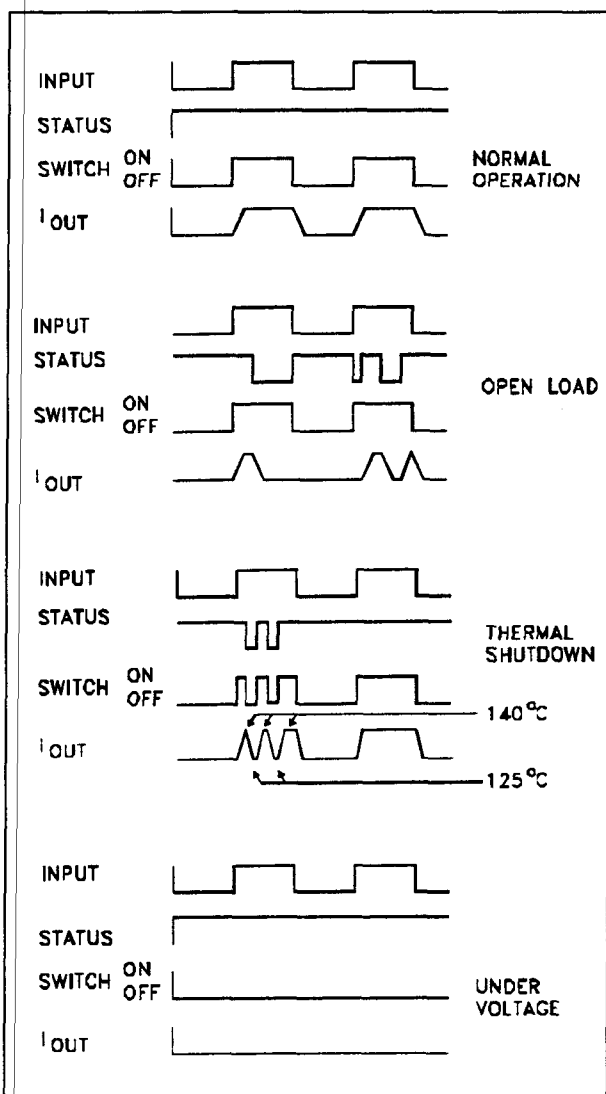 INPUT
STATUS
SWITCH ON
OFF
I OUT
NORMAL
OPERATION
INPUT
STATUS
SWITCH ON
OFF
I OUT
OPEN LOAD
INPUT
STATUS
SWITCH ON
OFF
I OUT
THERMAL
SHUTDOWN
140°C
125°C
INPUT
STATUS
SWITCH ON
OFF
I OUT
UNDER
VOLTAGE